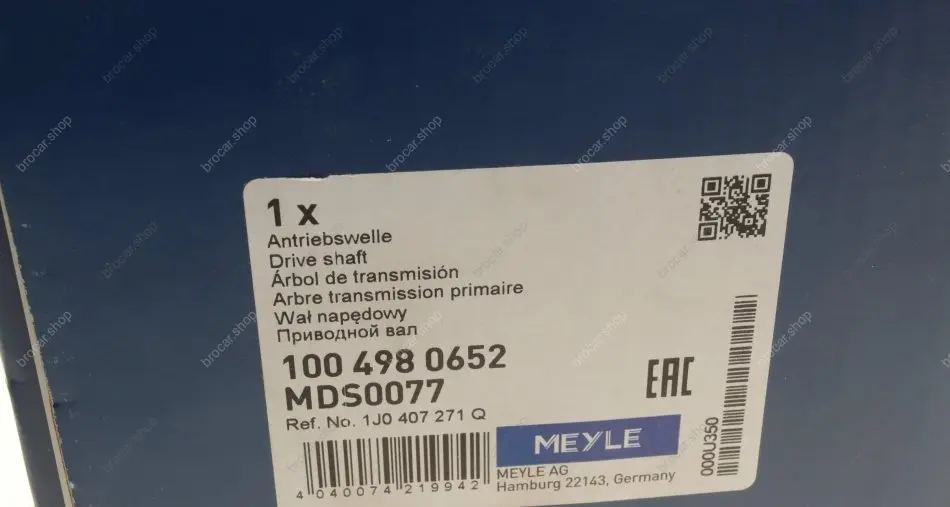 1 x
Antriebswelle
Drive shaft
Árbol de transmisión
Arbre transmission primaire
Wał napędowy
Приводной вал
100 498 0652
MDS0077
Ref. No. 1J0 407 271 Q
4 040074 219942
EAC
MEYLE
MEYLE AG
Hamburg 22143, Germany
000U350
brocar.shop